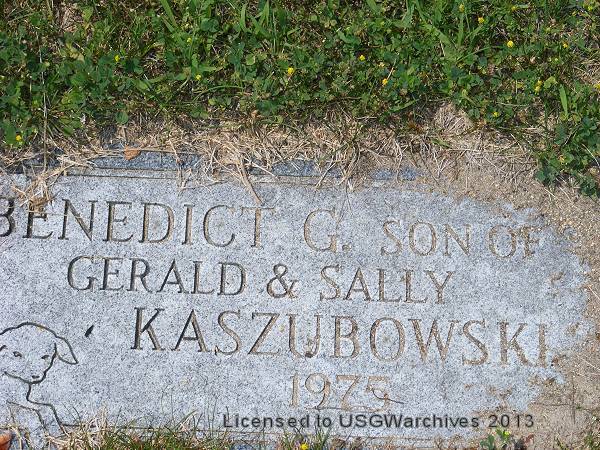 BENEDICT G. SON OF
GERALD & SALLY
KASZUBOWSKI
1975
Licensed to USGWarchives 2013